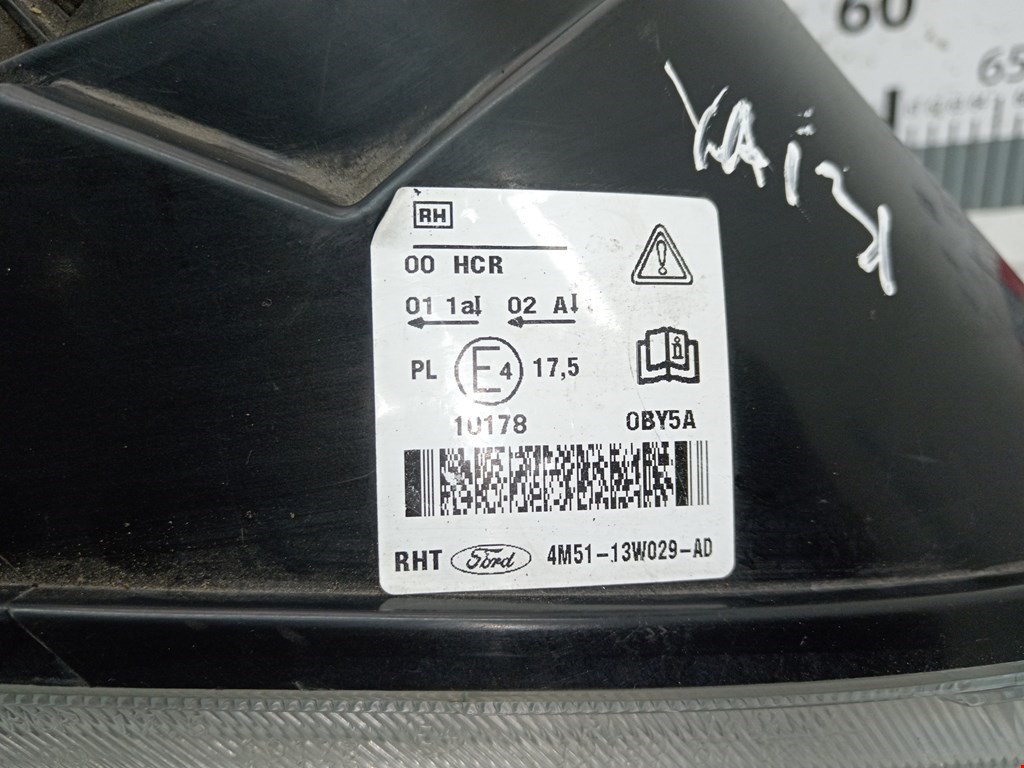 60
65
RH
00 HCR
01 1a 02 A
PL E4 17,5
10178 0BY5A
RHT Ford 4M51-13W029-AD